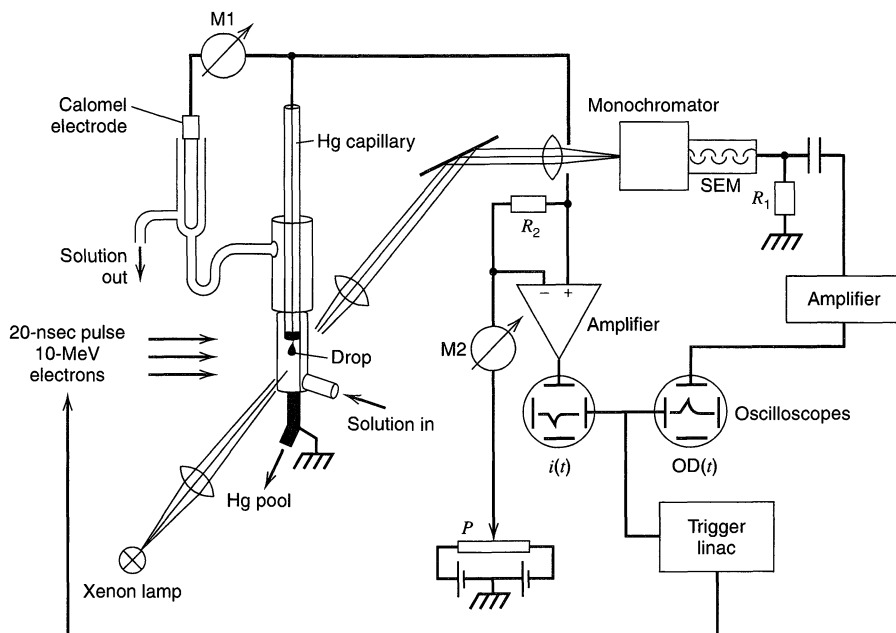 M1
Calomel
electrode
Hg capillary
Monochromator
SEM
R1
R2
Solution
out
Amplifier
20-nsec pulse
10-MeV
electrons
Drop
M2
Amplifier
− +
Solution in
Oscilloscopes
i(t)
OD(t)
Hg pool
P
Trigger
linac
Xenon lamp